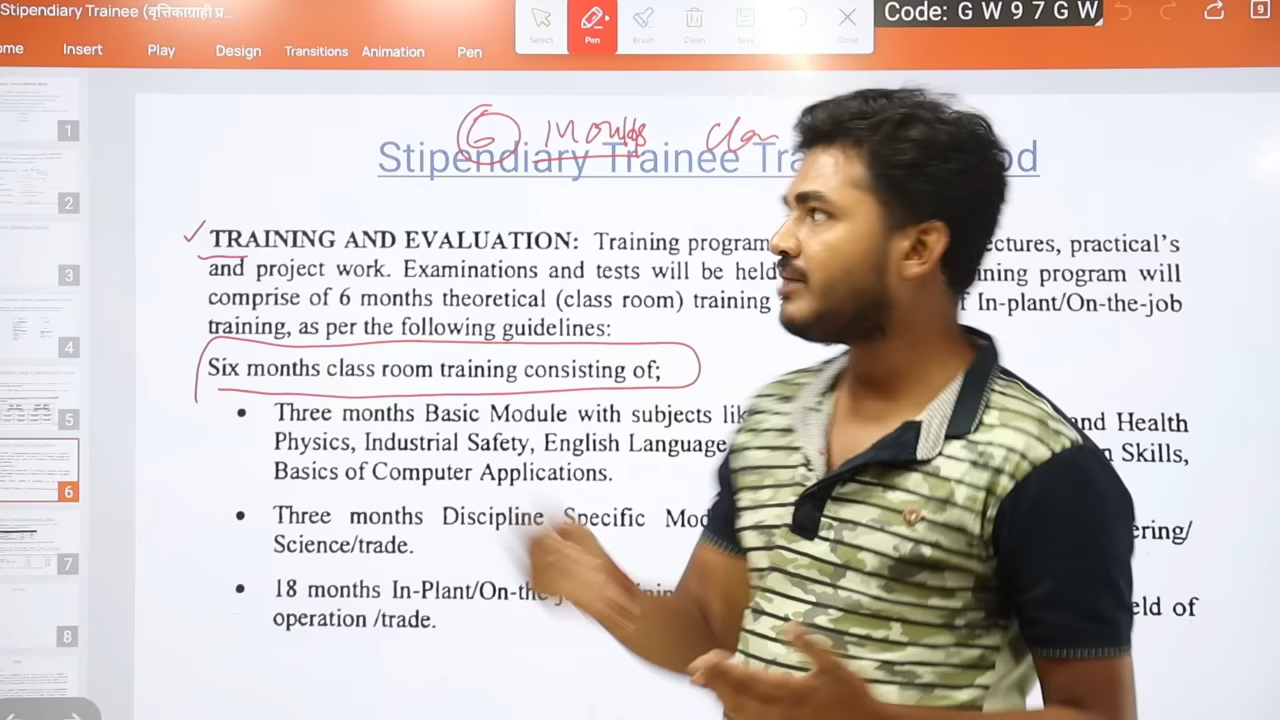 Stipendiary Trainee (वृत्तिकाग्राही प्र...
Code: G W 9 7 G W
9
ome Insert Play Design Transitions Animation Pen
Select Pen Brush Clean Save Close
6 months
Stipendiary Trainee Tra od
TRAINING AND EVALUATION: Training program ectures, practical's
and project work. Examinations and tests will be held ining program will
comprise of 6 months theoretical (class room) training f In-plant/On-the-job
training, as per the following guidelines:
Six months class room training consisting of;
• Three months Basic Module with subjects lik and Health
Physics, Industrial Safety, English Language n Skills,
Basics of Computer Applications.
• Three months Discipline Specific Mod ering/
Science/trade.
• 18 months In-Plant/On-the eld of
operation /trade.
1
2
3
4
5
6
7
8